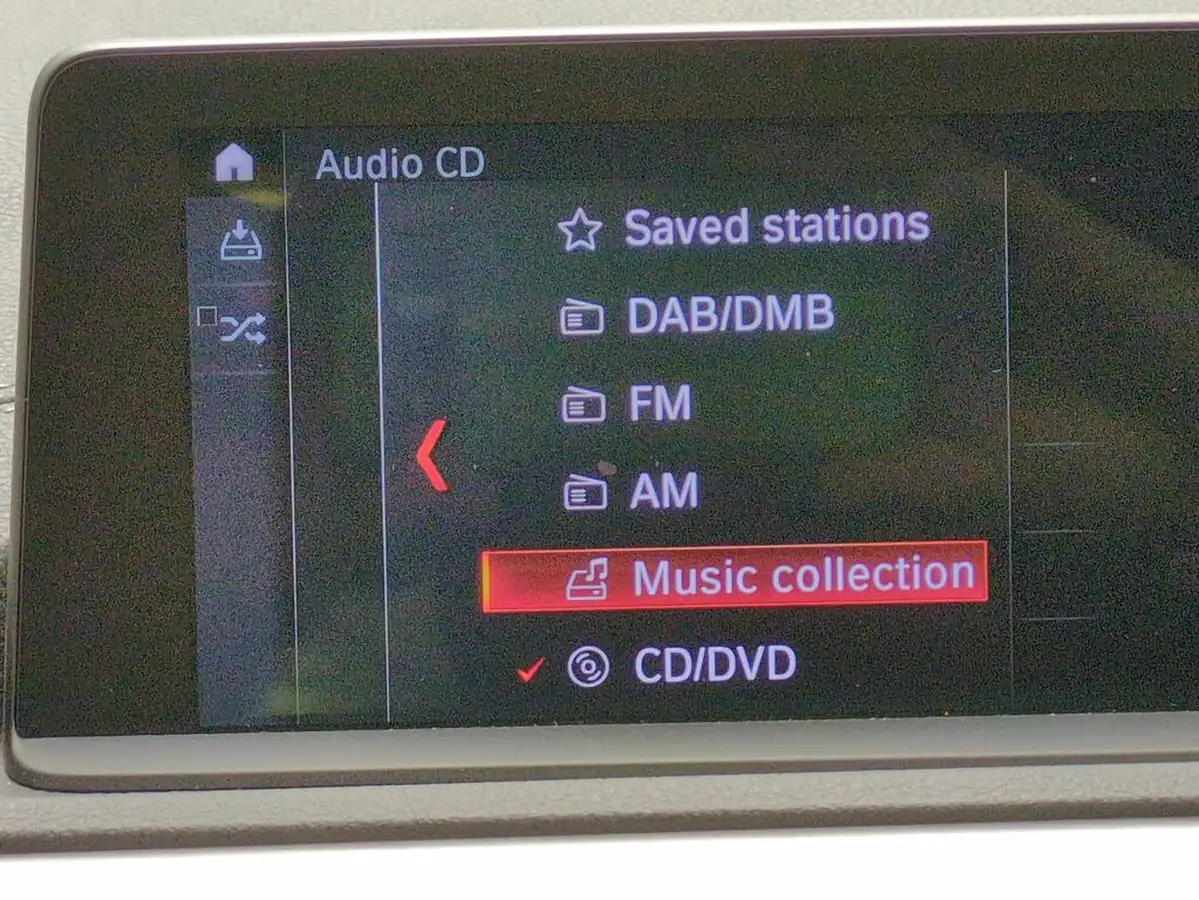 Audio CD
Saved stations
DAB/DMB
FM
AM
Music collection
CD/DVD